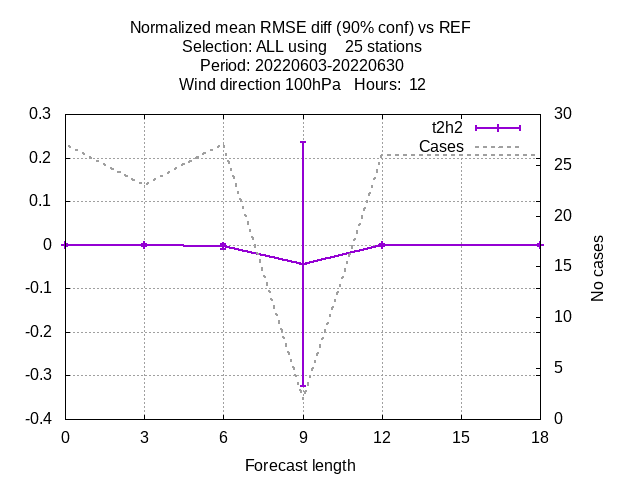 Normalized mean RMSE diff (90% conf) vs REF
Selection: ALL using    25 stations
Period: 20220603-20220630
Wind direction 100hPa   Hours:  12
0.3
0.2
0.1
0
-0.1
-0.2
-0.3
-0.4
30
25
20
15
10
5
0
t2h2
Cases
No cases
0 3 6 9 12 15 18
Forecast length